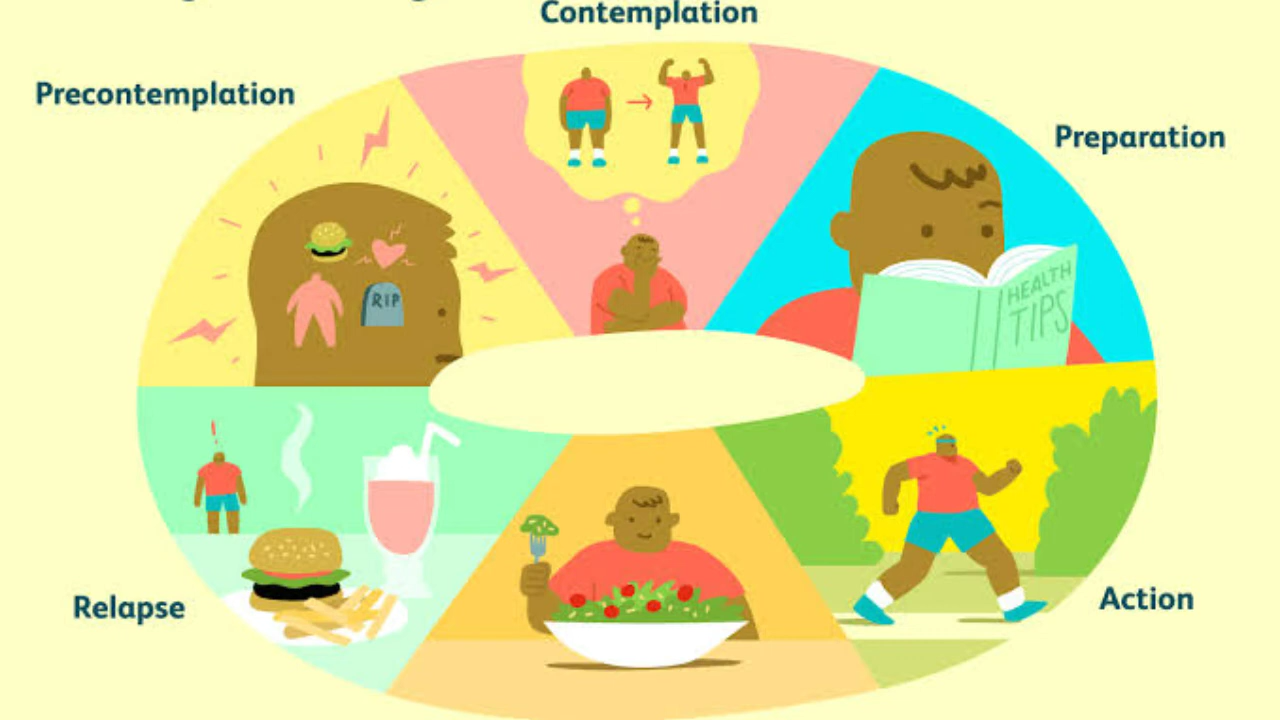 Contemplation
Precontemplation
Preparation
RIP
HEALTH
TIPS
Relapse
Action